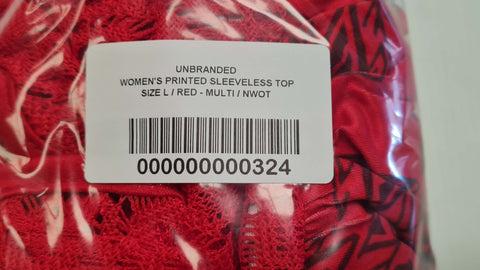 UNBRANDED
WOMEN'S PRINTED SLEEVELESS TOP
SIZE L / RED - MULTI / NWOT
000000000324